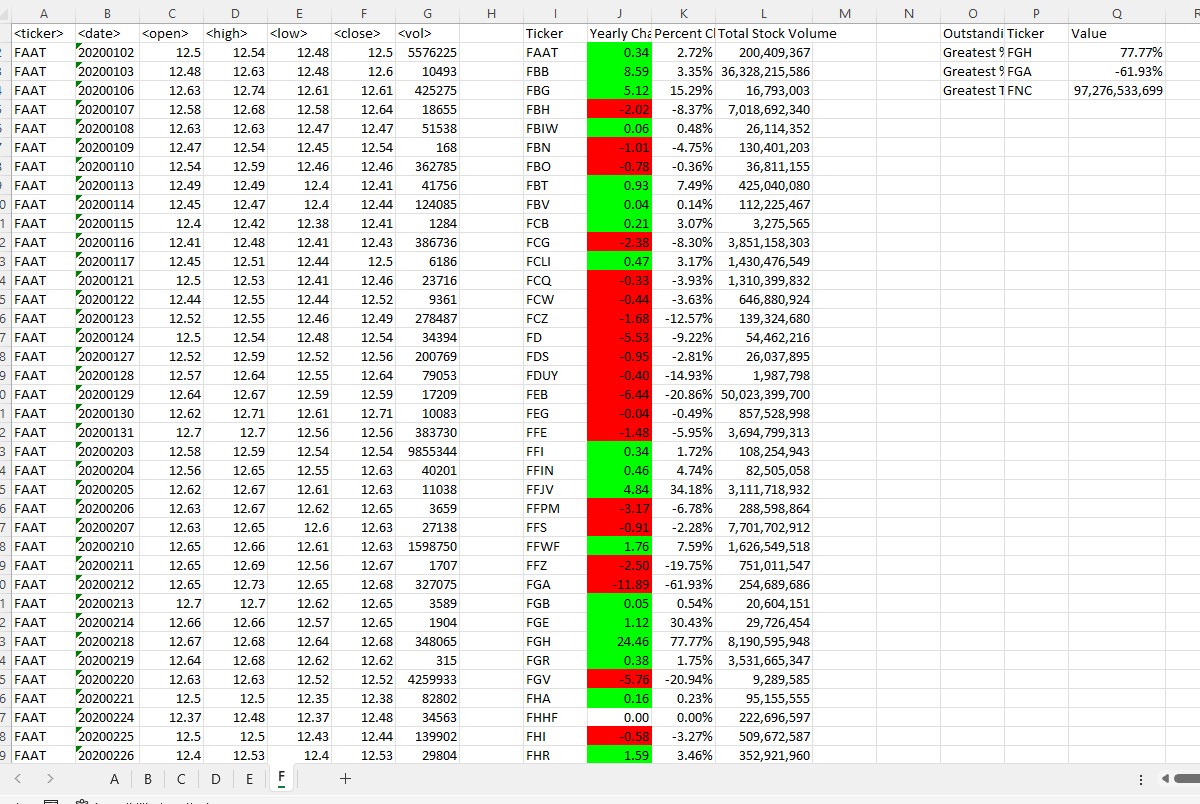 A B C D E F G H I J K L M N O P Q
<ticker> <date> <open> <high> <low> <close> <vol> Ticker Yearly Cha Percent C Total Stock Volume Outstandi Ticker Value
FAAT 20200102 12.5 12.54 12.48 12.5 5576225 FAAT 0.34 2.72% 200,409,367 Greatest % FGH 77.77%
FAAT 20200103 12.48 12.63 12.48 12.6 10493 FBB 8.59 3.35% 36,328,215,586 Greatest % FGA -61.93%
FAAT 20200106 12.63 12.74 12.61 12.61 425275 FBG 5.12 15.29% 16,793,003 Greatest T FNC 97,276,533,699
FAAT 20200107 12.58 12.68 12.58 12.64 18655 FBH -2.02 -8.37% 7,018,692,340
FAAT 20200108 12.63 12.63 12.47 12.47 51538 FBIW 0.06 0.48% 26,114,352
FAAT 20200109 12.47 12.54 12.45 12.54 168 FBN -1.01 -4.75% 130,401,203
FAAT 20200110 12.54 12.59 12.46 12.46 362785 FBO -0.78 -0.36% 36,811,155
FAAT 20200113 12.49 12.49 12.4 12.41 41756 FBT 0.93 7.49% 425,040,080
FAAT 20200114 12.45 12.47 12.4 12.44 124085 FBV 0.04 0.14% 112,225,467
FAAT 20200115 12.4 12.42 12.38 12.41 1284 FCB 0.21 3.07% 3,275,565
FAAT 20200116 12.41 12.48 12.41 12.43 386736 FCG -2.38 -8.30% 3,851,158,303
FAAT 20200117 12.45 12.51 12.44 12.5 6186 FCLI 0.47 3.17% 1,430,476,549
FAAT 20200121 12.5 12.53 12.41 12.46 23716 FCQ -0.33 -3.93% 1,310,399,832
FAAT 20200122 12.44 12.55 12.44 12.52 9361 FCW -0.44 -3.63% 646,880,924
FAAT 20200123 12.52 12.55 12.46 12.49 278487 FCZ -1.68 -12.57% 139,324,680
FAAT 20200124 12.5 12.54 12.48 12.54 34394 FD -5.53 -9.22% 54,462,216
FAAT 20200127 12.52 12.59 12.52 12.56 200769 FDS -0.95 -2.81% 26,037,895
FAAT 20200128 12.57 12.64 12.55 12.64 79053 FDUY -0.40 -14.93% 1,987,798
FAAT 20200129 12.64 12.67 12.59 12.59 17209 FEB -6.44 -20.86% 50,023,399,700
FAAT 20200130 12.62 12.71 12.61 12.71 10083 FEG -0.04 -0.49% 857,528,998
FAAT 20200131 12.7 12.7 12.56 12.56 383730 FFE -1.48 -5.95% 3,694,799,313
FAAT 20200203 12.58 12.59 12.54 12.54 9855344 FFI 0.34 1.72% 108,254,943
FAAT 20200204 12.56 12.65 12.55 12.63 40201 FFIN 0.46 4.74% 82,505,058
FAAT 20200205 12.62 12.67 12.61 12.63 11038 FFJV 4.84 34.18% 3,111,718,932
FAAT 20200206 12.63 12.67 12.62 12.65 3659 FFPM -3.17 -6.78% 288,598,864
FAAT 20200207 12.63 12.65 12.6 12.63 27138 FFS -0.91 -2.28% 7,701,702,912
FAAT 20200210 12.65 12.66 12.61 12.63 1598750 FFWF 1.76 7.59% 1,626,549,518
FAAT 20200211 12.65 12.69 12.56 12.67 1707 FFZ -2.50 -19.75% 751,011,547
FAAT 20200212 12.65 12.73 12.65 12.68 327075 FGA -11.89 -61.93% 254,689,686
FAAT 20200213 12.7 12.7 12.62 12.65 3589 FGB 0.05 0.54% 20,604,151
FAAT 20200214 12.66 12.66 12.57 12.65 1904 FGE 1.12 30.43% 29,726,454
FAAT 20200218 12.67 12.68 12.64 12.68 348065 FGH 24.46 77.77% 8,190,595,948
FAAT 20200219 12.64 12.68 12.62 12.62 315 FGR 0.38 1.75% 3,531,665,347
FAAT 20200220 12.63 12.63 12.52 12.52 4259933 FGV -5.76 -20.94% 9,289,585
FAAT 20200221 12.5 12.5 12.35 12.38 82802 FHA 0.16 0.23% 95,155,555
FAAT 20200224 12.37 12.48 12.37 12.48 34563 FHHF 0.00 0.00% 222,696,597
FAAT 20200225 12.5 12.5 12.43 12.44 139902 FHI -0.58 -3.27% 509,672,587
FAAT 20200226 12.4 12.53 12.4 12.53 29804 FHR 1.59 3.46% 352,921,960
A B C D E F +